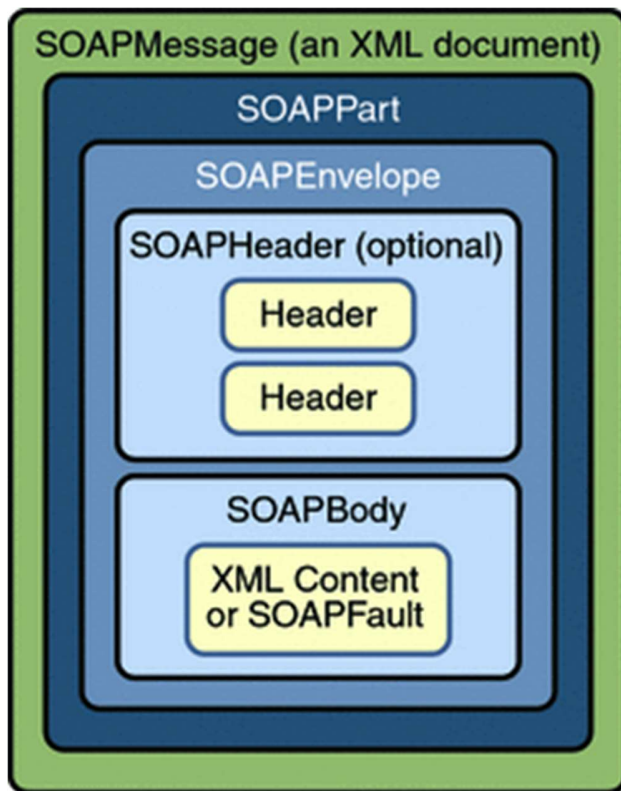 SOAPMessage (an XML document)
SOAPPart
SOAPEnvelope
SOAPHeader (optional)
Header
Header
SOAPBody
XML Content
or SOAPFault